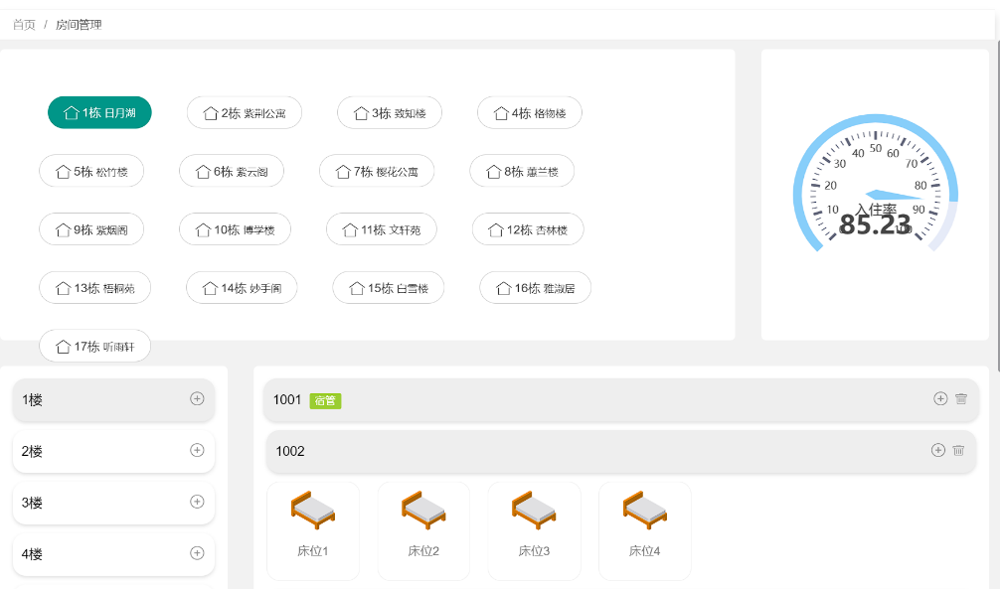 首页 / 房间管理
1栋 日月湖 2栋 紫荆公寓 3栋 致知楼 4栋 格物楼
5栋 松竹楼 6栋 紫云阁 7栋 樱花公寓 8栋 蕙兰楼
9栋 紫烟阁 10栋 博学楼 11栋 文轩苑 12栋 杏林楼
13栋 梧桐苑 14栋 妙手阁 15栋 白雪楼 16栋 雅淑居
17栋 听雨轩
0 10 20 30 40 50 60 70 80 90 100
入住率
85.23
1楼
2楼
3楼
4楼
1001 宿管
1002
床位1 床位2 床位3 床位4